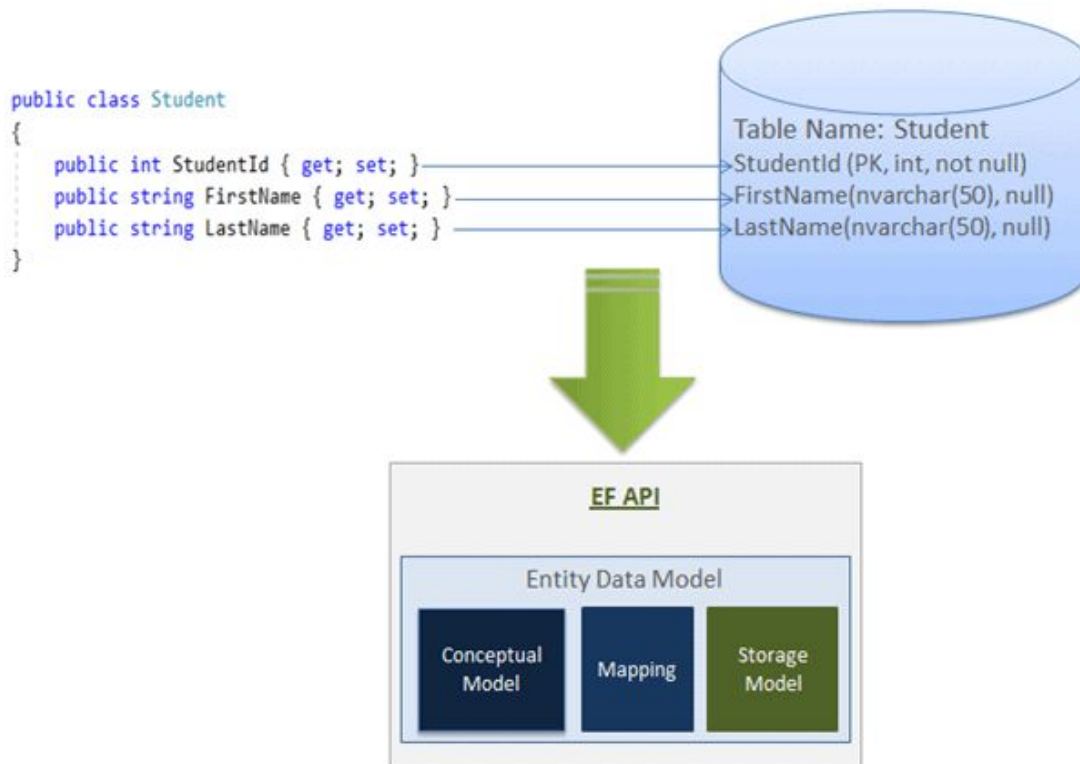 public class Student
{
public int StudentId { get; set; }
public string FirstName { get; set; }
public string LastName { get; set; }
}
Table Name: Student
StudentId (PK, int, not null)
FirstName(nvarchar(50), null)
LastName(nvarchar(50), null)
EF API
Entity Data Model
Conceptual
Model
Mapping
Storage
Model